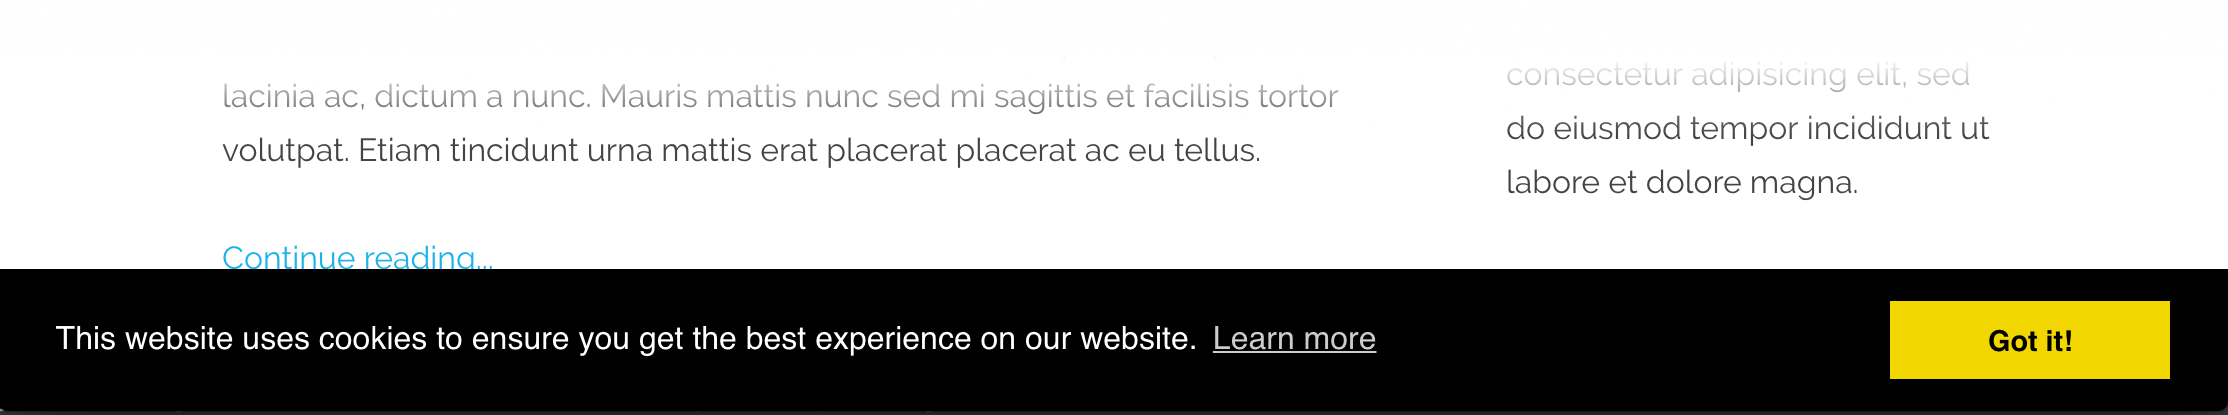 lacinia ac, dictum a nunc. Mauris mattis nunc sed mi sagittis et facilisis tortor
volutpat. Etiam tincidunt urna mattis erat placerat placerat ac eu tellus.
Continue reading...
consectetur adipisicing elit, sed
do eiusmod tempor incididunt ut
labore et dolore magna.
This website uses cookies to ensure you get the best experience on our website. Learn more
Got it!